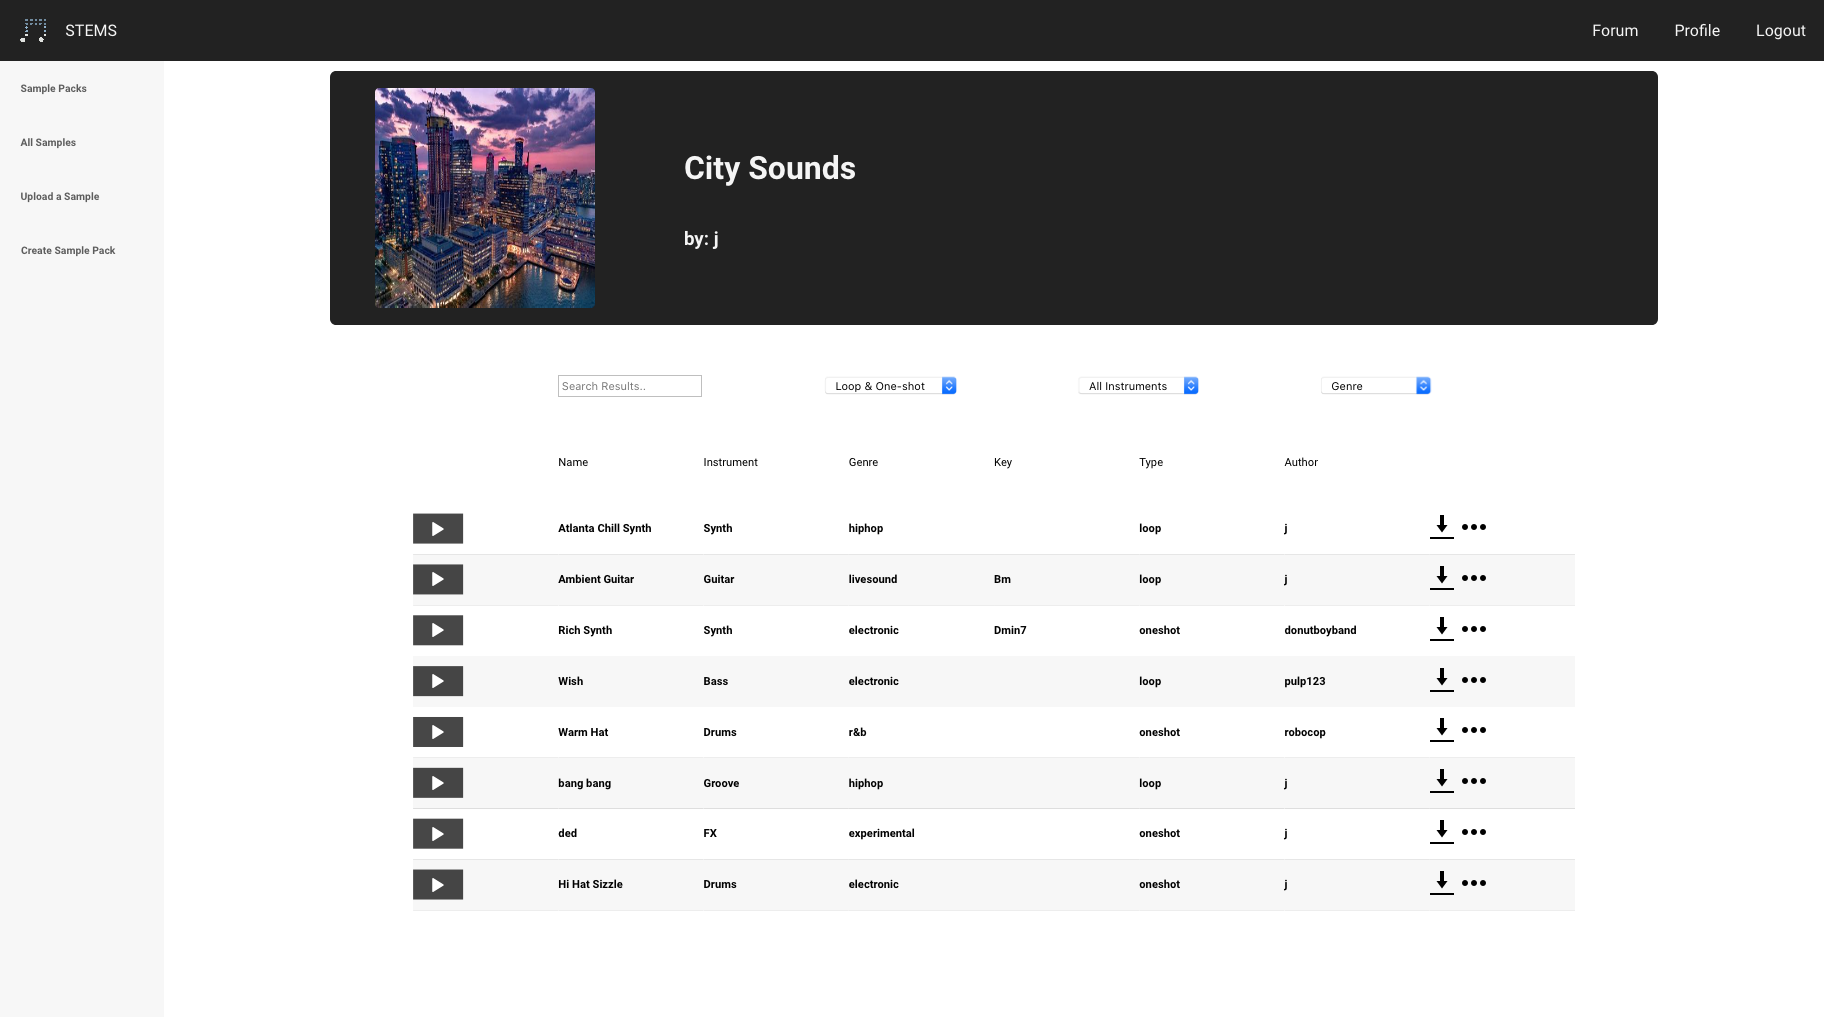 STEMS Forum Profile Logout
Sample Packs
All Samples
Upload a Sample
Create Sample Pack
City Sounds
by: j
Search Results.. Loop & One-shot All Instruments Genre
Name Instrument Genre Key Type Author
Atlanta Chill Synth Synth hiphop loop j
Ambient Guitar Guitar livesound Bm loop j
Rich Synth Synth electronic Dmin7 oneshot donutboyband
Wish Bass electronic loop pulp123
Warm Hat Drums r&b oneshot robocop
bang bang Groove hiphop loop j
ded FX experimental oneshot j
Hi Hat Sizzle Drums electronic oneshot j